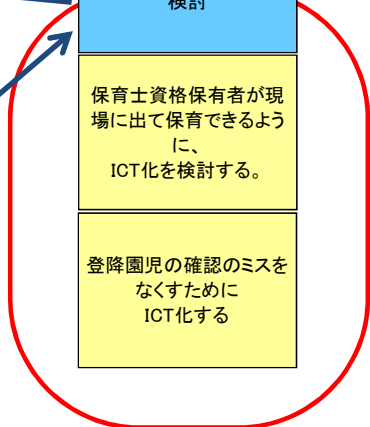 検討
保育士資格保有者が現
場に出て保育できるよう
に、
ICT化を検討する。
登降園児の確認のミスを
なくすために
ICT化する